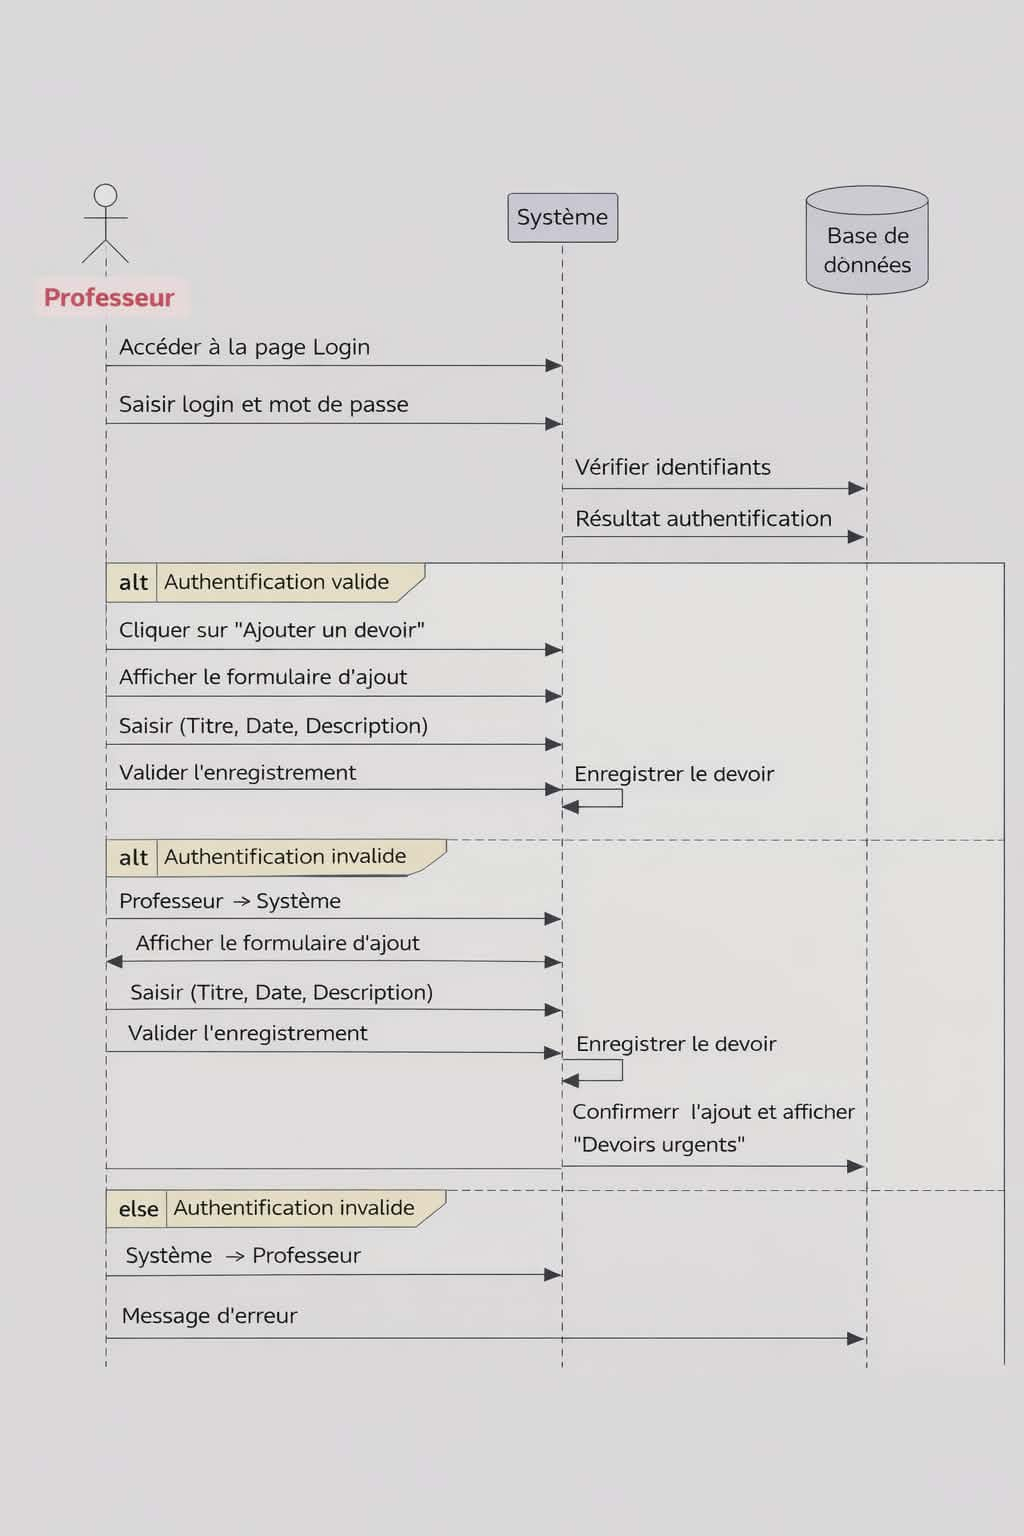 Professeur
Système
Base de
dònnées
Accéder à la page Login
Saisir login et mot de passe
Vérifier identifiants
Résultat authentification
alt Authentification valide
Cliquer sur "Ajouter un devoir"
Afficher le formulaire d'ajout
Saisir (Titre, Date, Description)
Valider l'enregistrement
Enregistrer le devoir
alt Authentification invalide
Professeur → Système
Afficher le formulaire d'ajout
Saisir (Titre, Date, Description)
Valider l'enregistrement
Enregistrer le devoir
Confirmerr l'ajout et afficher
"Devoirs urgents"
else Authentification invalide
Système → Professeur
Message d'erreur